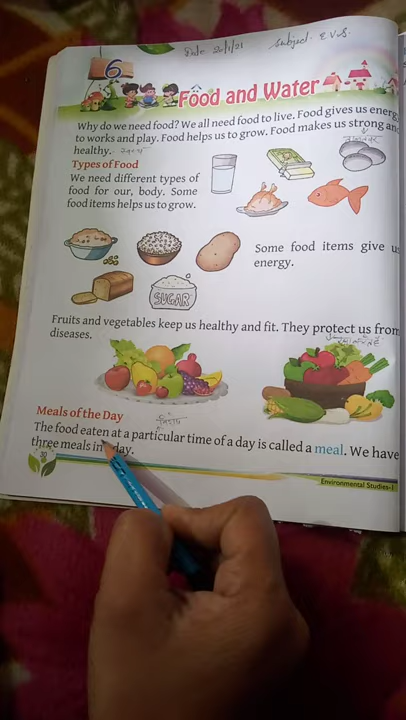 Date 20/1/21 Subject - E.V.S.
6
Food and Water
Why do we need food? We all need food to live. Food gives us energy
to works and play. Food helps us to grow. Food makes us strong and
healthy.
Types of Food
We need different types of
food for our, body. Some
food items helps us to grow.
Some food items give us
energy.
SUGAR
Fruits and vegetables keep us healthy and fit. They protect us from
diseases.
Meals of the Day
The food eaten at a particular time of a day is called a meal. We have
three meals in day.
Environmental Studies-1